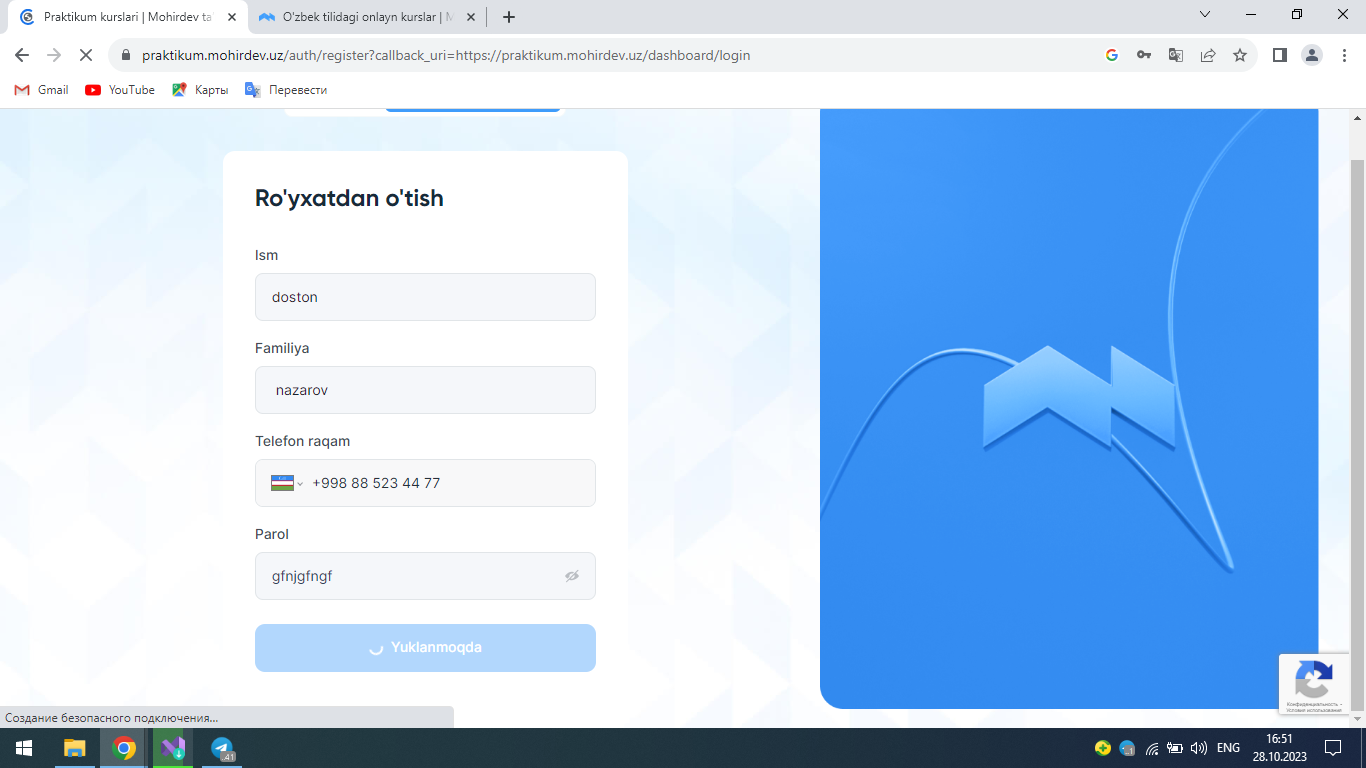 Praktikum kurslari | Mohirdev ta'
O'zbek tilidagi onlayn kurslar | M
praktikum.mohirdev.uz/auth/register?callback_uri=https://praktikum.mohirdev.uz/dashboard/login
Gmail
YouTube
Карты
Перевести
Ro'yxatdan o'tish
Ism
doston
Familiya
nazarov
Telefon raqam
+998 88 523 44 77
Parol
gfnjgfngf
Yuklanmoqda
Конфиденциальность -
Условия использования
Создание безопасного подключения...
41
ENG
16:51
28.10.2023